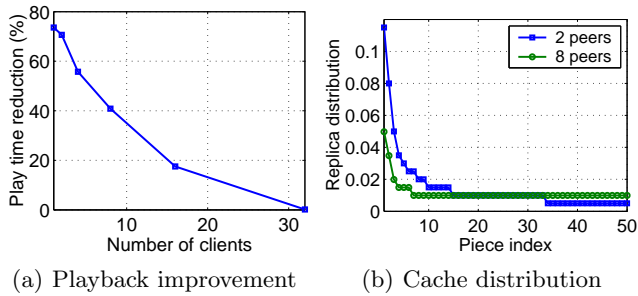 80
60
40
20
0
10
20
30
Play time reduction (%)
Number of clients
(a) Playback improvement
0.1
0.08
0.06
0.04
0.02
0
10
20
30
40
50
Replica distribution
Piece index
2 peers
8 peers
(b) Cache distribution